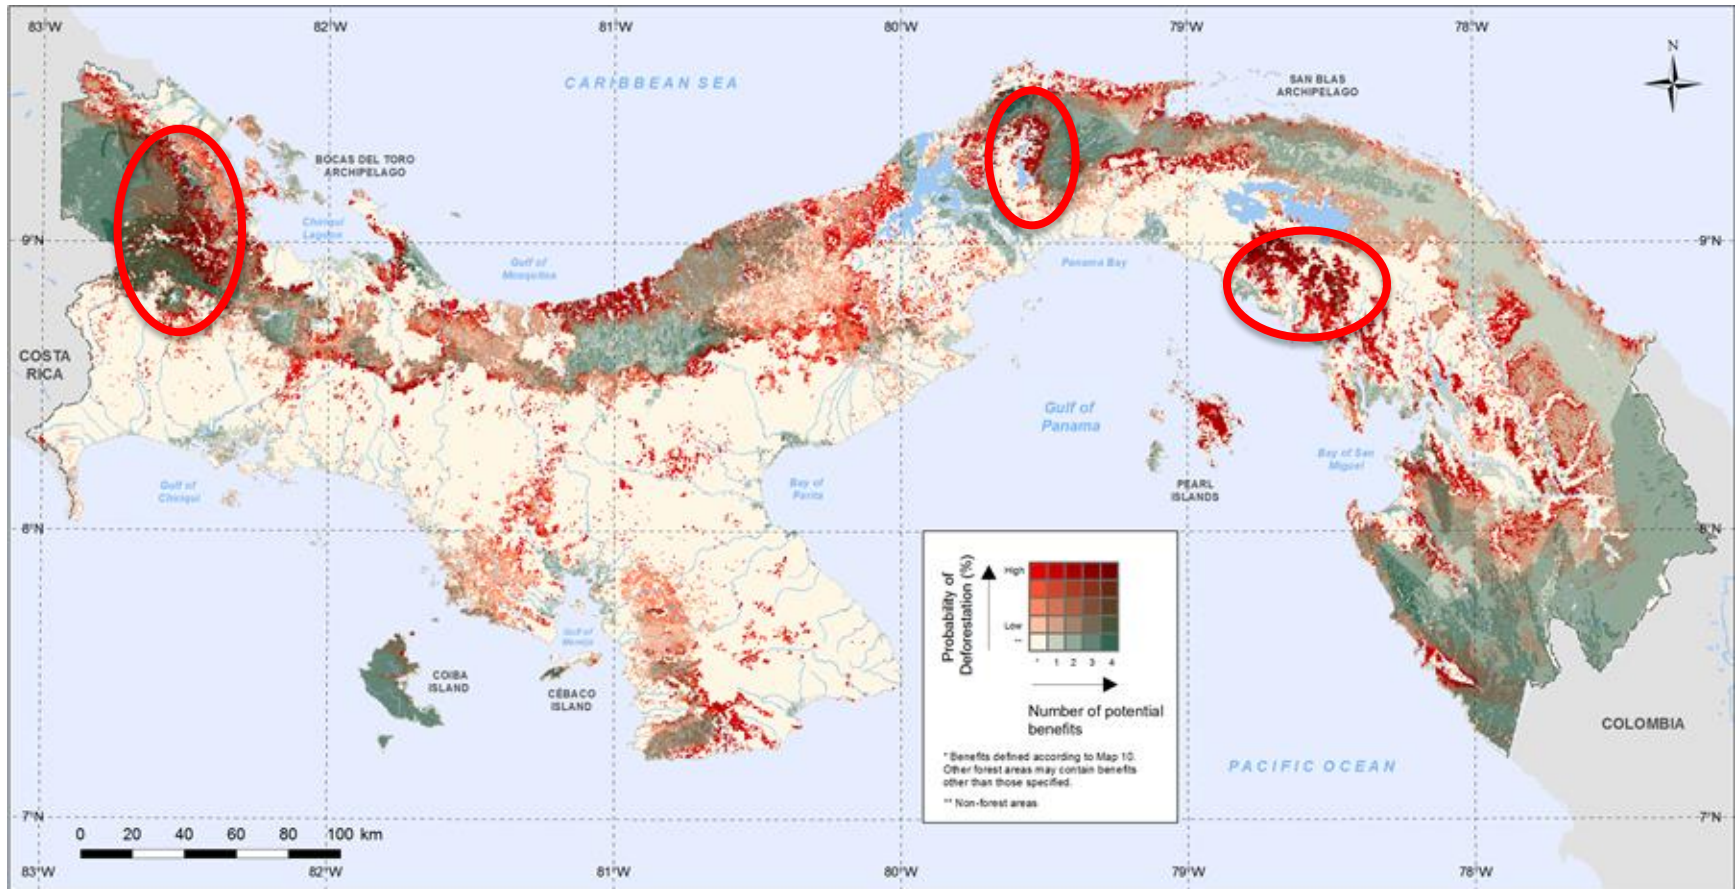 83°W 82°W 81°W 80°W 79°W 78°W
N
CARIBBEAN SEA
SAN BLAS
ARCHIPELAGO
BOCAS DEL TORO
ARCHIPELAGO
Chiriqui
Lagoon
9°N 9°N
Gulf of
Mosquitos
Panama Bay
COSTA
RICA
Gulf of
Panama
Bay of San
Miguel
Gulf of
Chiriqui
Bay of
Parita
PEARL
ISLANDS
8°N 8°N
Gulf of
Montijo
COIBA
ISLAND
CÉBACO
ISLAND
Probability of
Deforestation (%)
High
Low
**
* 1 2 3 4
Number of potential
benefits
* Benefits defined according to Map 10.
Other forest areas may contain benefits
other than those specified.
** Non-forest areas
COLOMBIA
PACIFIC OCEAN
7°N 7°N
0 20 40 60 80 100 km
83°W 82°W 81°W 80°W 79°W 78°W